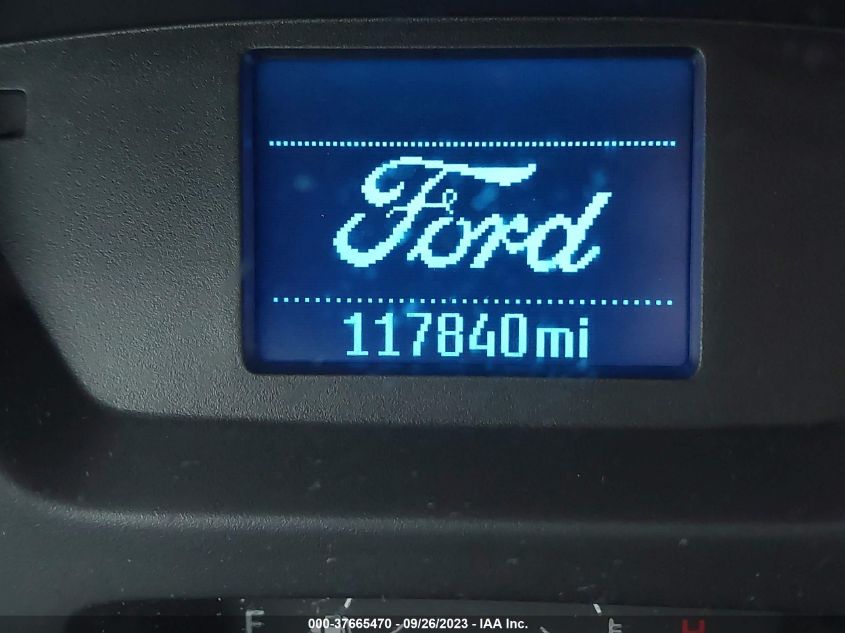 Ford
117840mi
F E H
000-37665470 - 09/26/2023 - IAA Inc.